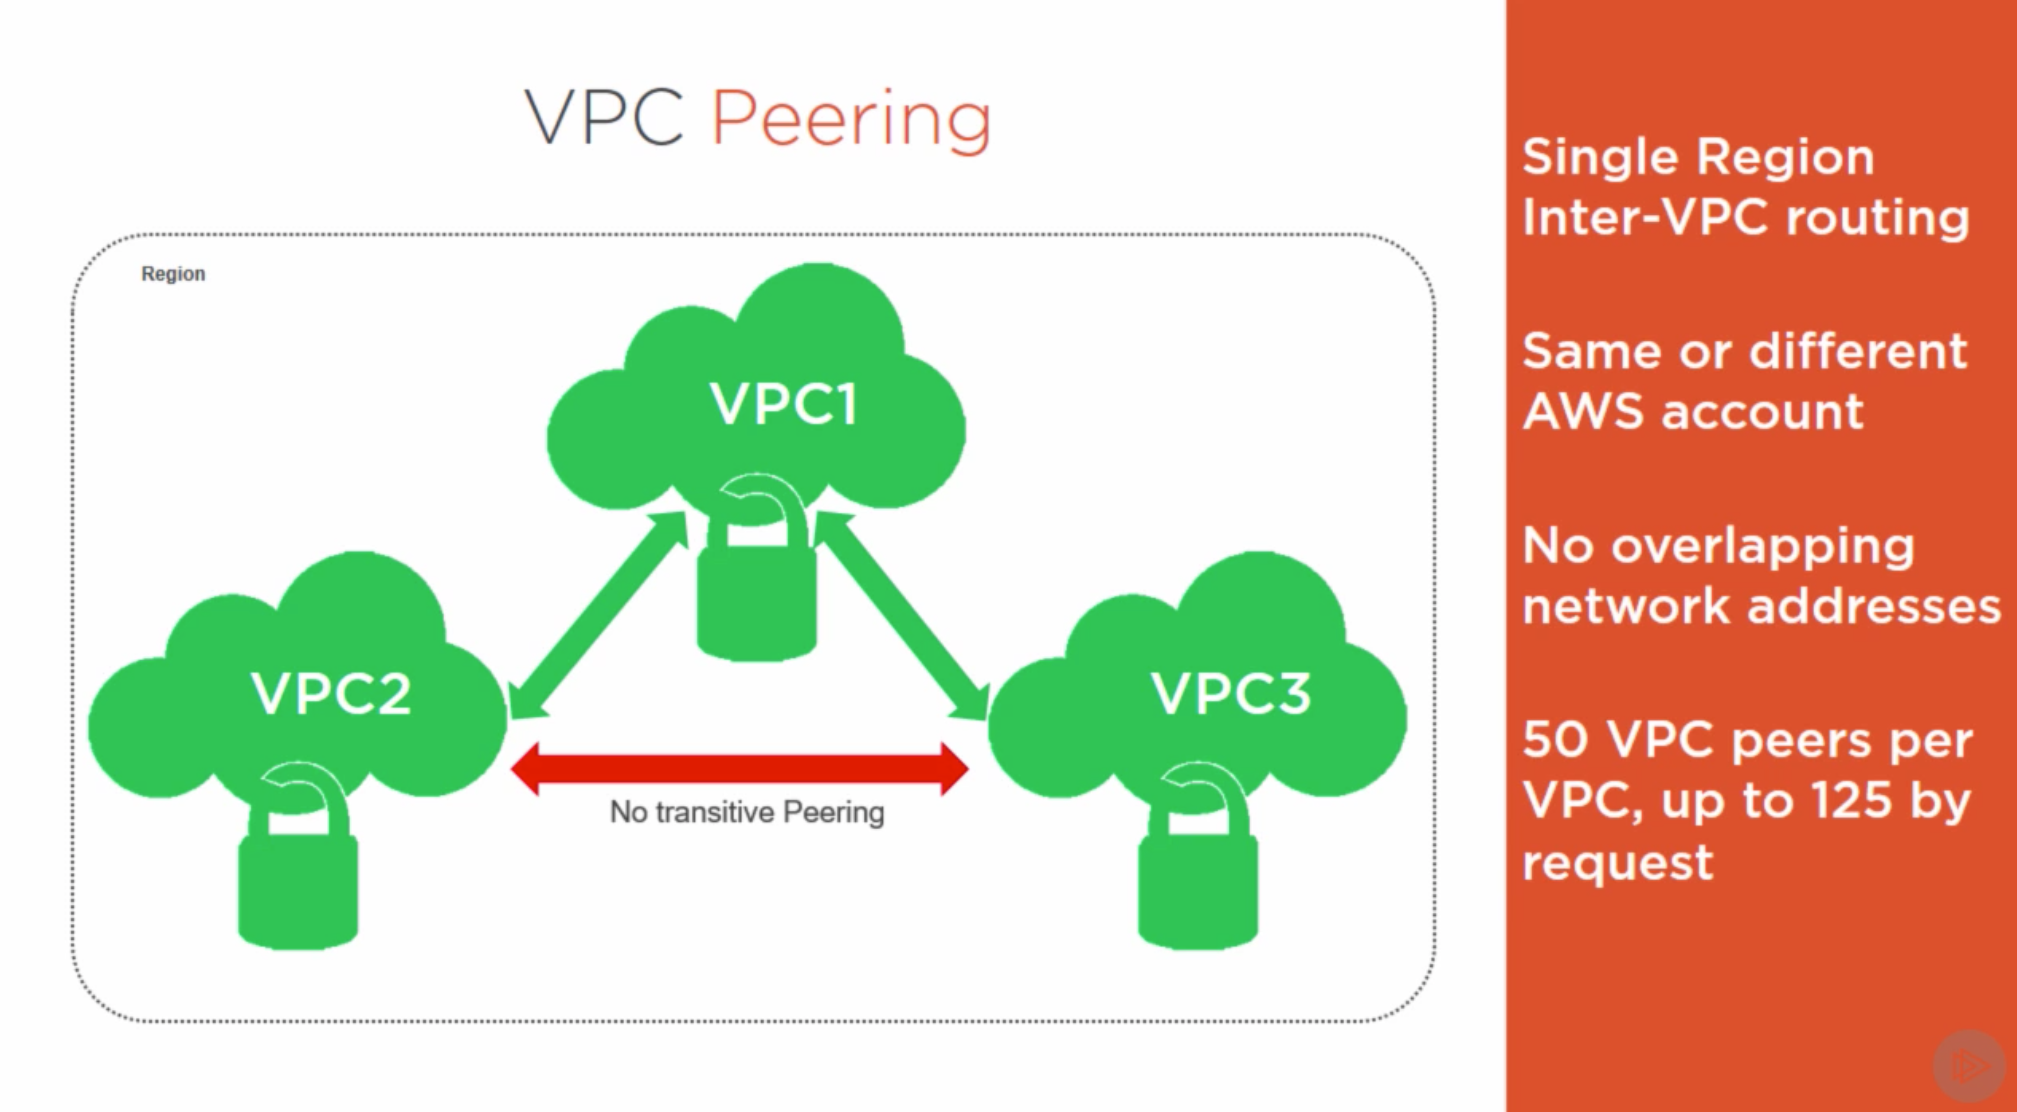 VPC Peering
Region
VPC1
VPC2
VPC3
No transitive Peering
Single Region
Inter-VPC routing
Same or different
AWS account
No overlapping
network addresses
50 VPC peers per
VPC, up to 125 by
request